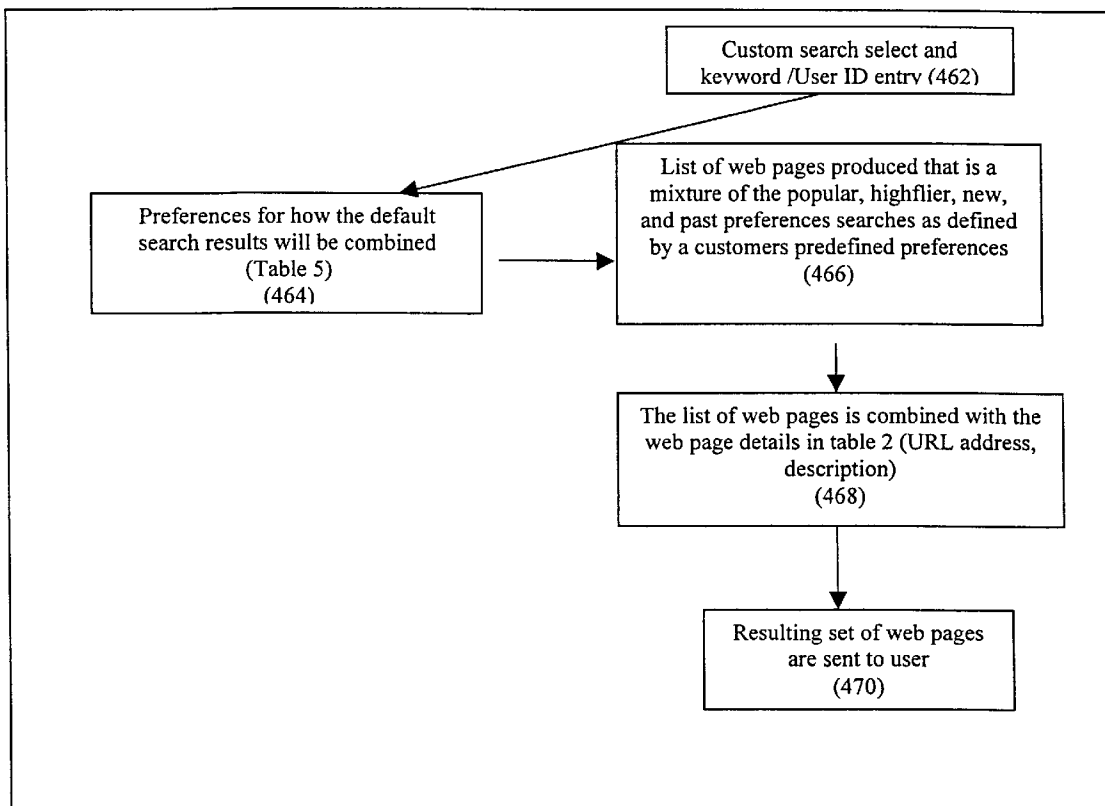 Custom search select and
keyword /User ID entry (462)
List of web pages produced that is a
mixture of the popular, highflier, new,
and past preferences searches as defined
by a customers predefined preferences
(466)
Preferences for how the default
search results will be combined
(Table 5)
(464)
The list of web pages is combined with the
web page details in table 2 (URL address,
description)
(468)
Resulting set of web pages
are sent to user
(470)